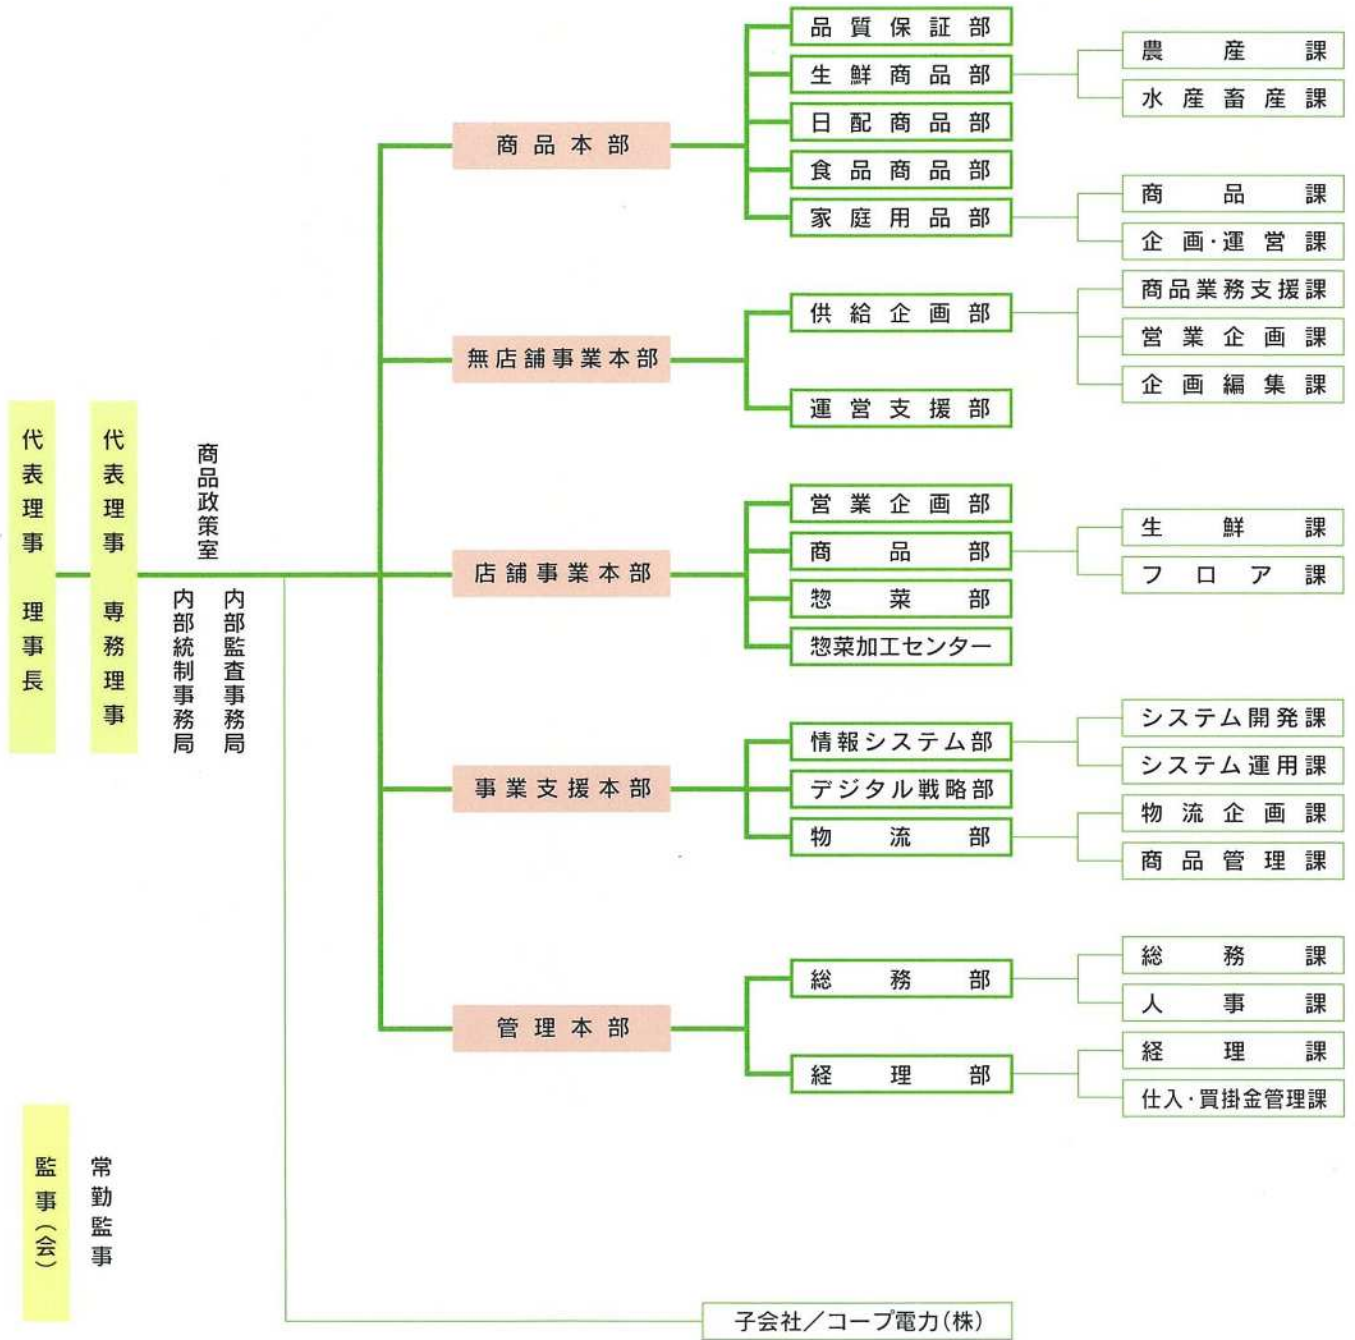 代表理事 理事長
代表理事 専務理事
商品政策室
内部統制事務局
内部監査事務局
商品本部
品質保証部
生鮮商品部
農産課
水産畜産課
日配商品部
食品商品部
家庭用品部
商品課
企画・運営課
無店舗事業本部
供給企画部
商品業務支援課
営業企画課
企画編集課
運営支援部
店舗事業本部
営業企画部
商品部
生鮮課
フロア課
惣菜部
惣菜加工センター
事業支援本部
情報システム部
システム開発課
システム運用課
デジタル戦略部
物流部
物流企画課
商品管理課
管理本部
総務部
総務課
人事課
経理部
経理課
仕入・買掛金管理課
監事(会)
常勤監事
子会社/コープ電力(株)